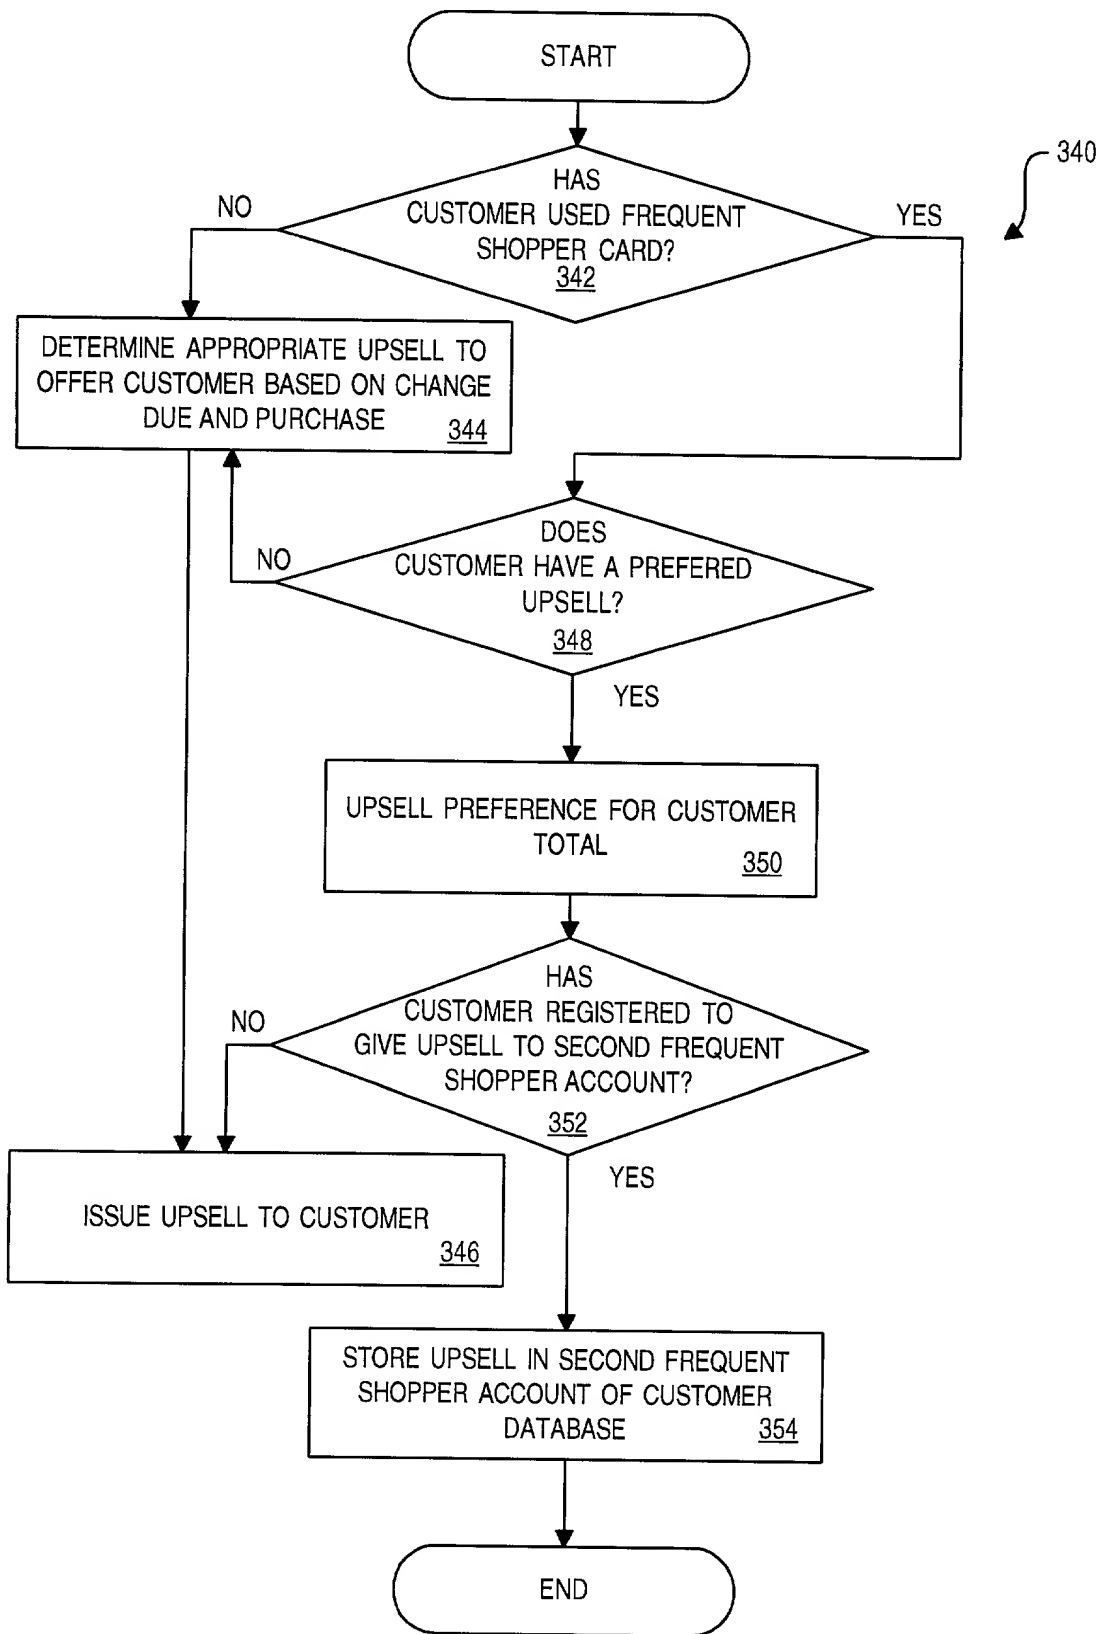 START
340
HAS
CUSTOMER USED FREQUENT
SHOPPER CARD?
342
NO
YES
DETERMINE APPROPRIATE UPSELL TO
OFFER CUSTOMER BASED ON CHANGE
DUE AND PURCHASE
344
DOES
CUSTOMER HAVE A PREFERED
UPSELL?
348
NO
YES
UPSELL PREFERENCE FOR CUSTOMER
TOTAL
350
HAS
CUSTOMER REGISTERED TO
GIVE UPSELL TO SECOND FREQUENT
SHOPPER ACCOUNT?
352
NO
YES
ISSUE UPSELL TO CUSTOMER
346
STORE UPSELL IN SECOND FREQUENT
SHOPPER ACCOUNT OF CUSTOMER
DATABASE
354
END